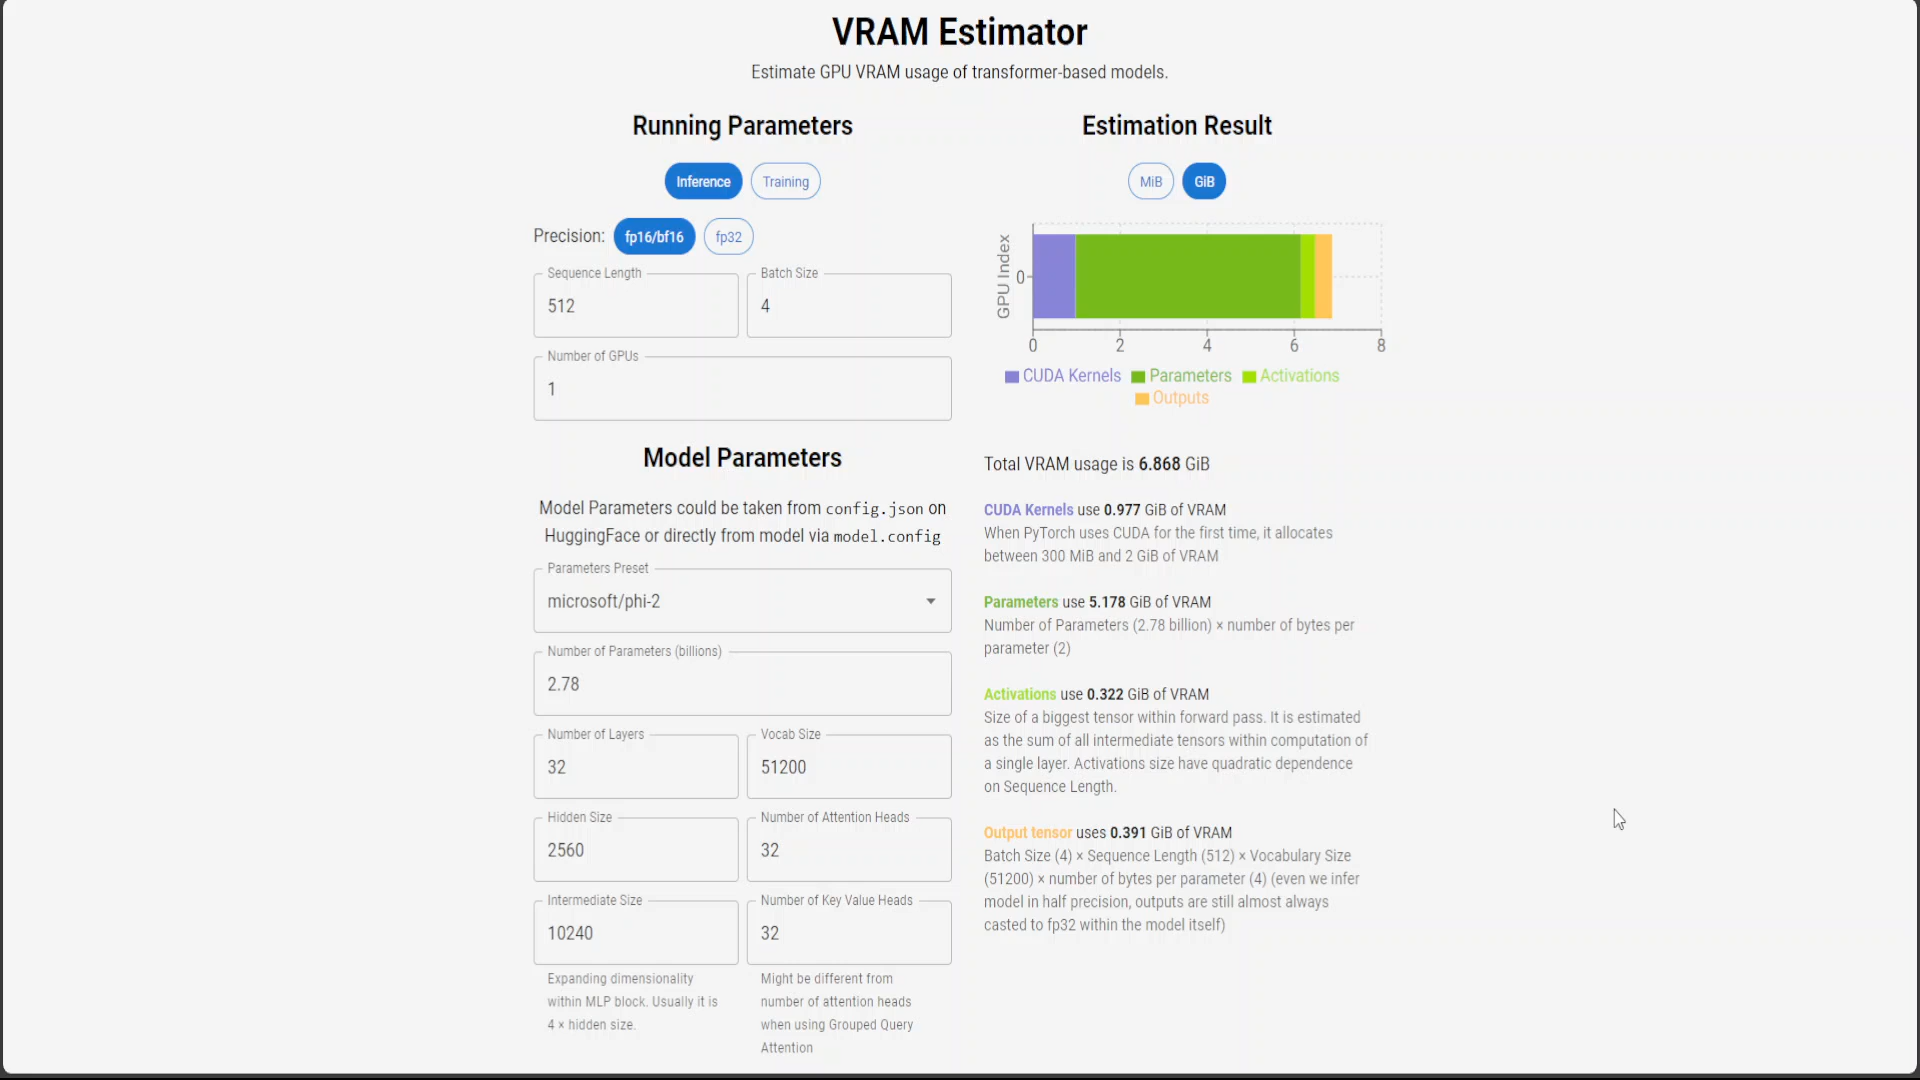 VRAM Estimator
Estimate GPU VRAM usage of transformer-based models.
Running Parameters
Inference
Training
Precision:
fp16/bf16
fp32
Sequence Length
512
Batch Size
4
Number of GPUs
1
Model Parameters
Model Parameters could be taken from config.json on
HuggingFace or directly from model via model.config
Parameters Preset
microsoft/phi-2
Number of Parameters (billions)
2.78
Number of Layers
32
Vocab Size
51200
Hidden Size
2560
Number of Attention Heads
32
Intermediate Size
10240
Number of Key Value Heads
32
Expanding dimensionality
within MLP block. Usually it is
4 × hidden size.
Might be different from
number of attention heads
when using Grouped Query
Attention
Estimation Result
MiB
GiB
GPU Index
0
0
2
4
6
8
CUDA Kernels
Parameters
Activations
Outputs
Total VRAM usage is 6.868 GiB
CUDA Kernels use 0.977 GiB of VRAM
When PyTorch uses CUDA for the first time, it allocates
between 300 MiB and 2 GiB of VRAM
Parameters use 5.178 GiB of VRAM
Number of Parameters (2.78 billion) × number of bytes per
parameter (2)
Activations use 0.322 GiB of VRAM
Size of a biggest tensor within forward pass. It is estimated
as the sum of all intermediate tensors within computation of
a single layer. Activations size have quadratic dependence
on Sequence Length.
Output tensor uses 0.391 GiB of VRAM
Batch Size (4) × Sequence Length (512) × Vocabulary Size
(51200) × number of bytes per parameter (4) (even we infer
model in half precision, outputs are still almost always
casted to fp32 within the model itself)